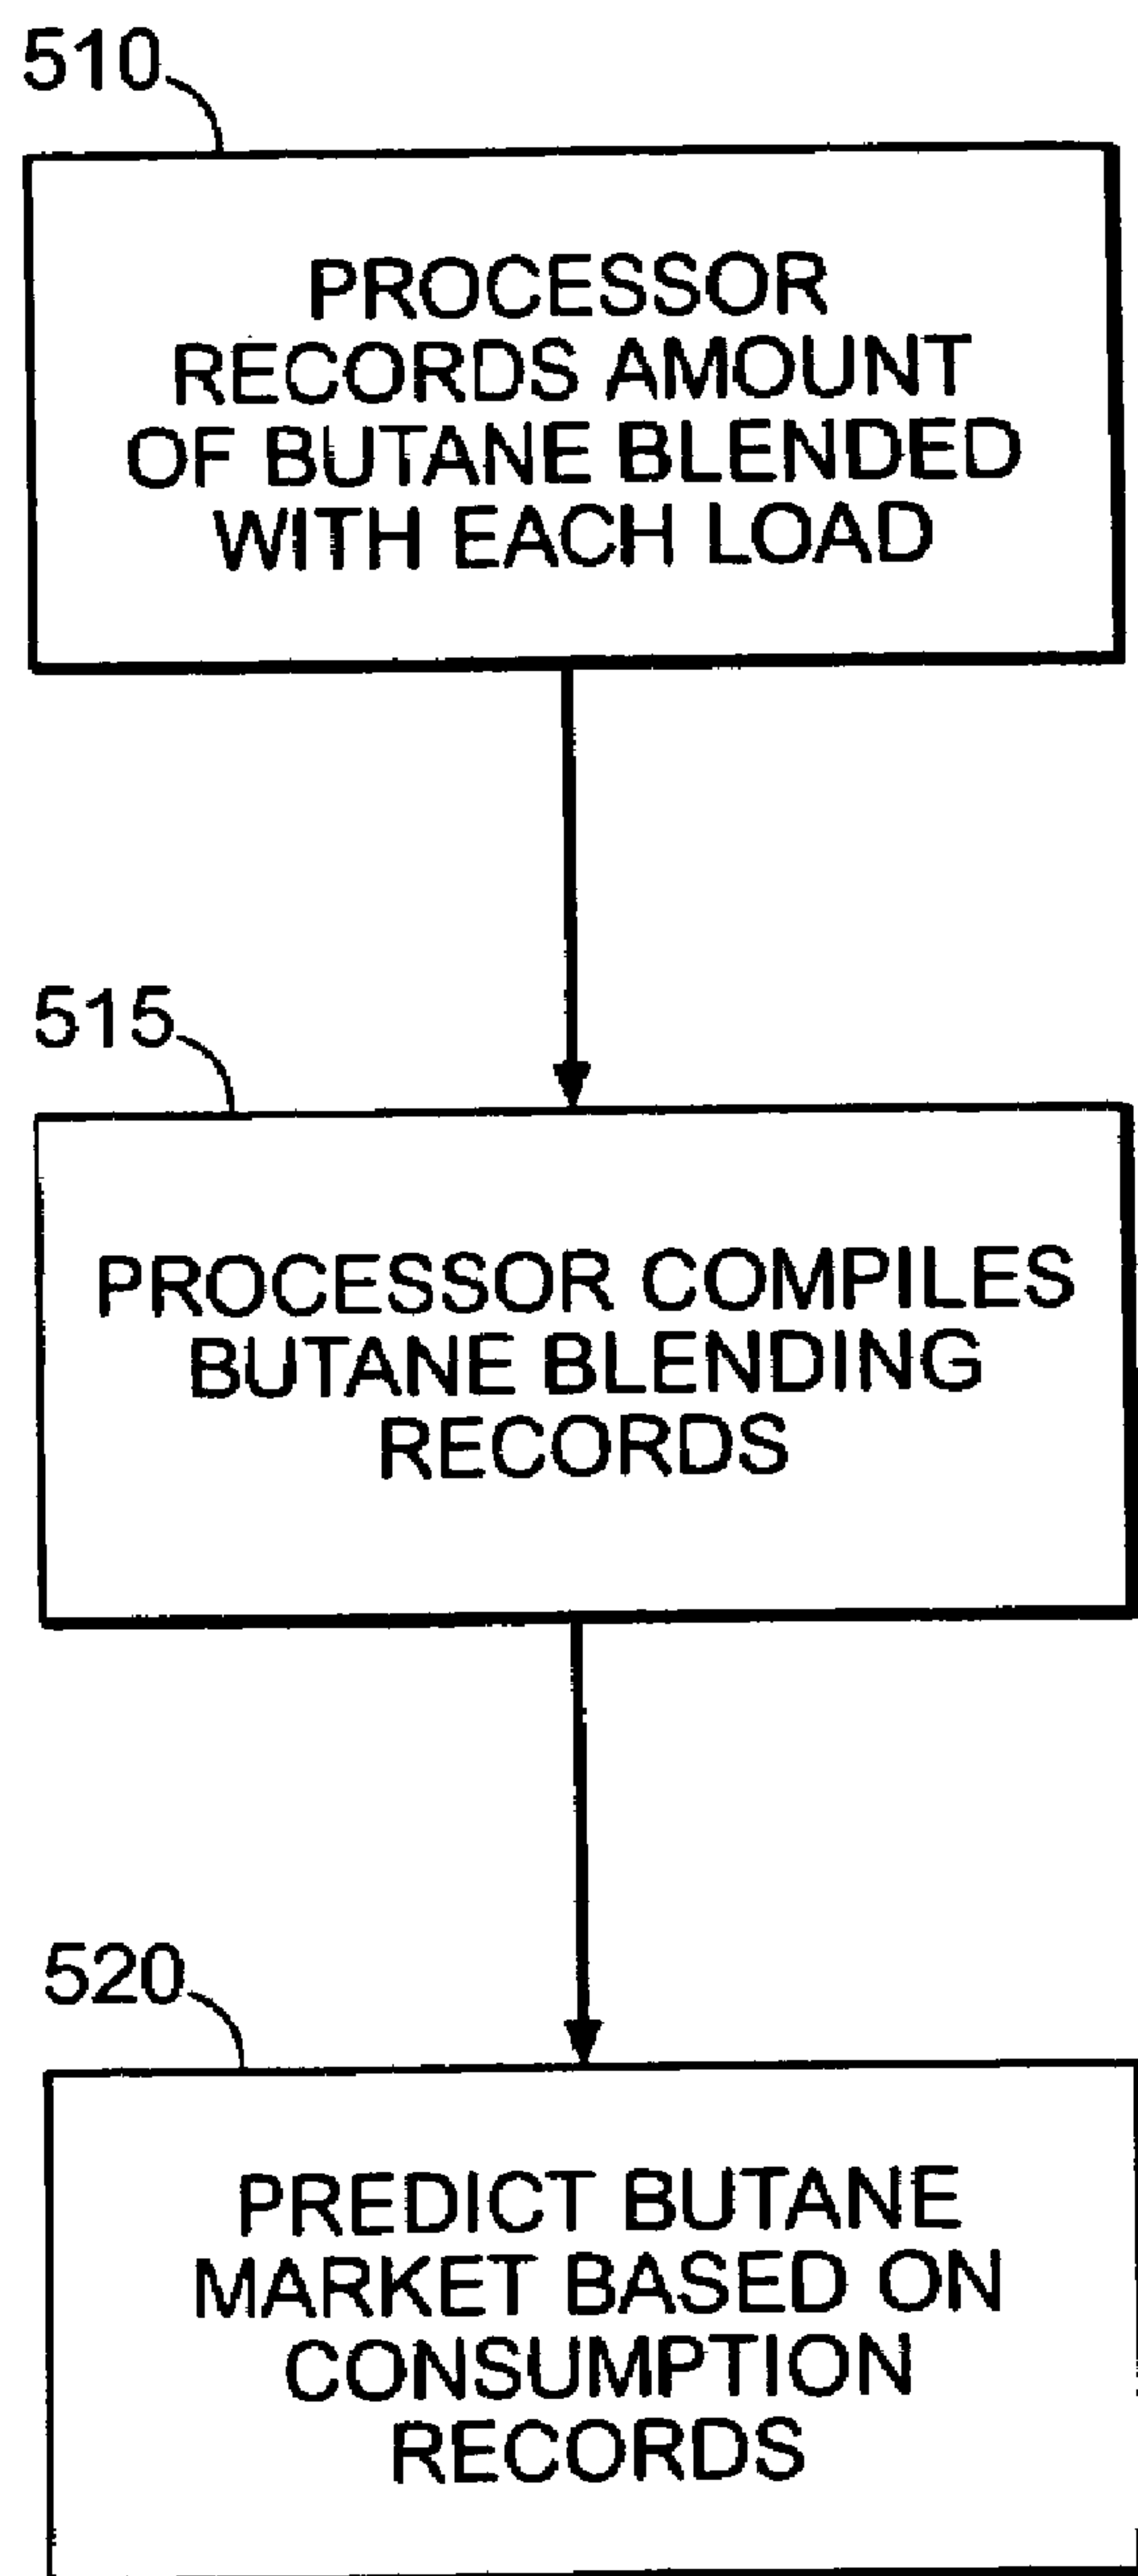 510
PROCESSOR
RECORDS AMOUNT
OF BUTANE BLENDED
WITH EACH LOAD
515
PROCESSOR COMPILES
BUTANE BLENDING
RECORDS
520
PREDICT BUTANE
MARKET BASED ON
CONSUMPTION
RECORDS